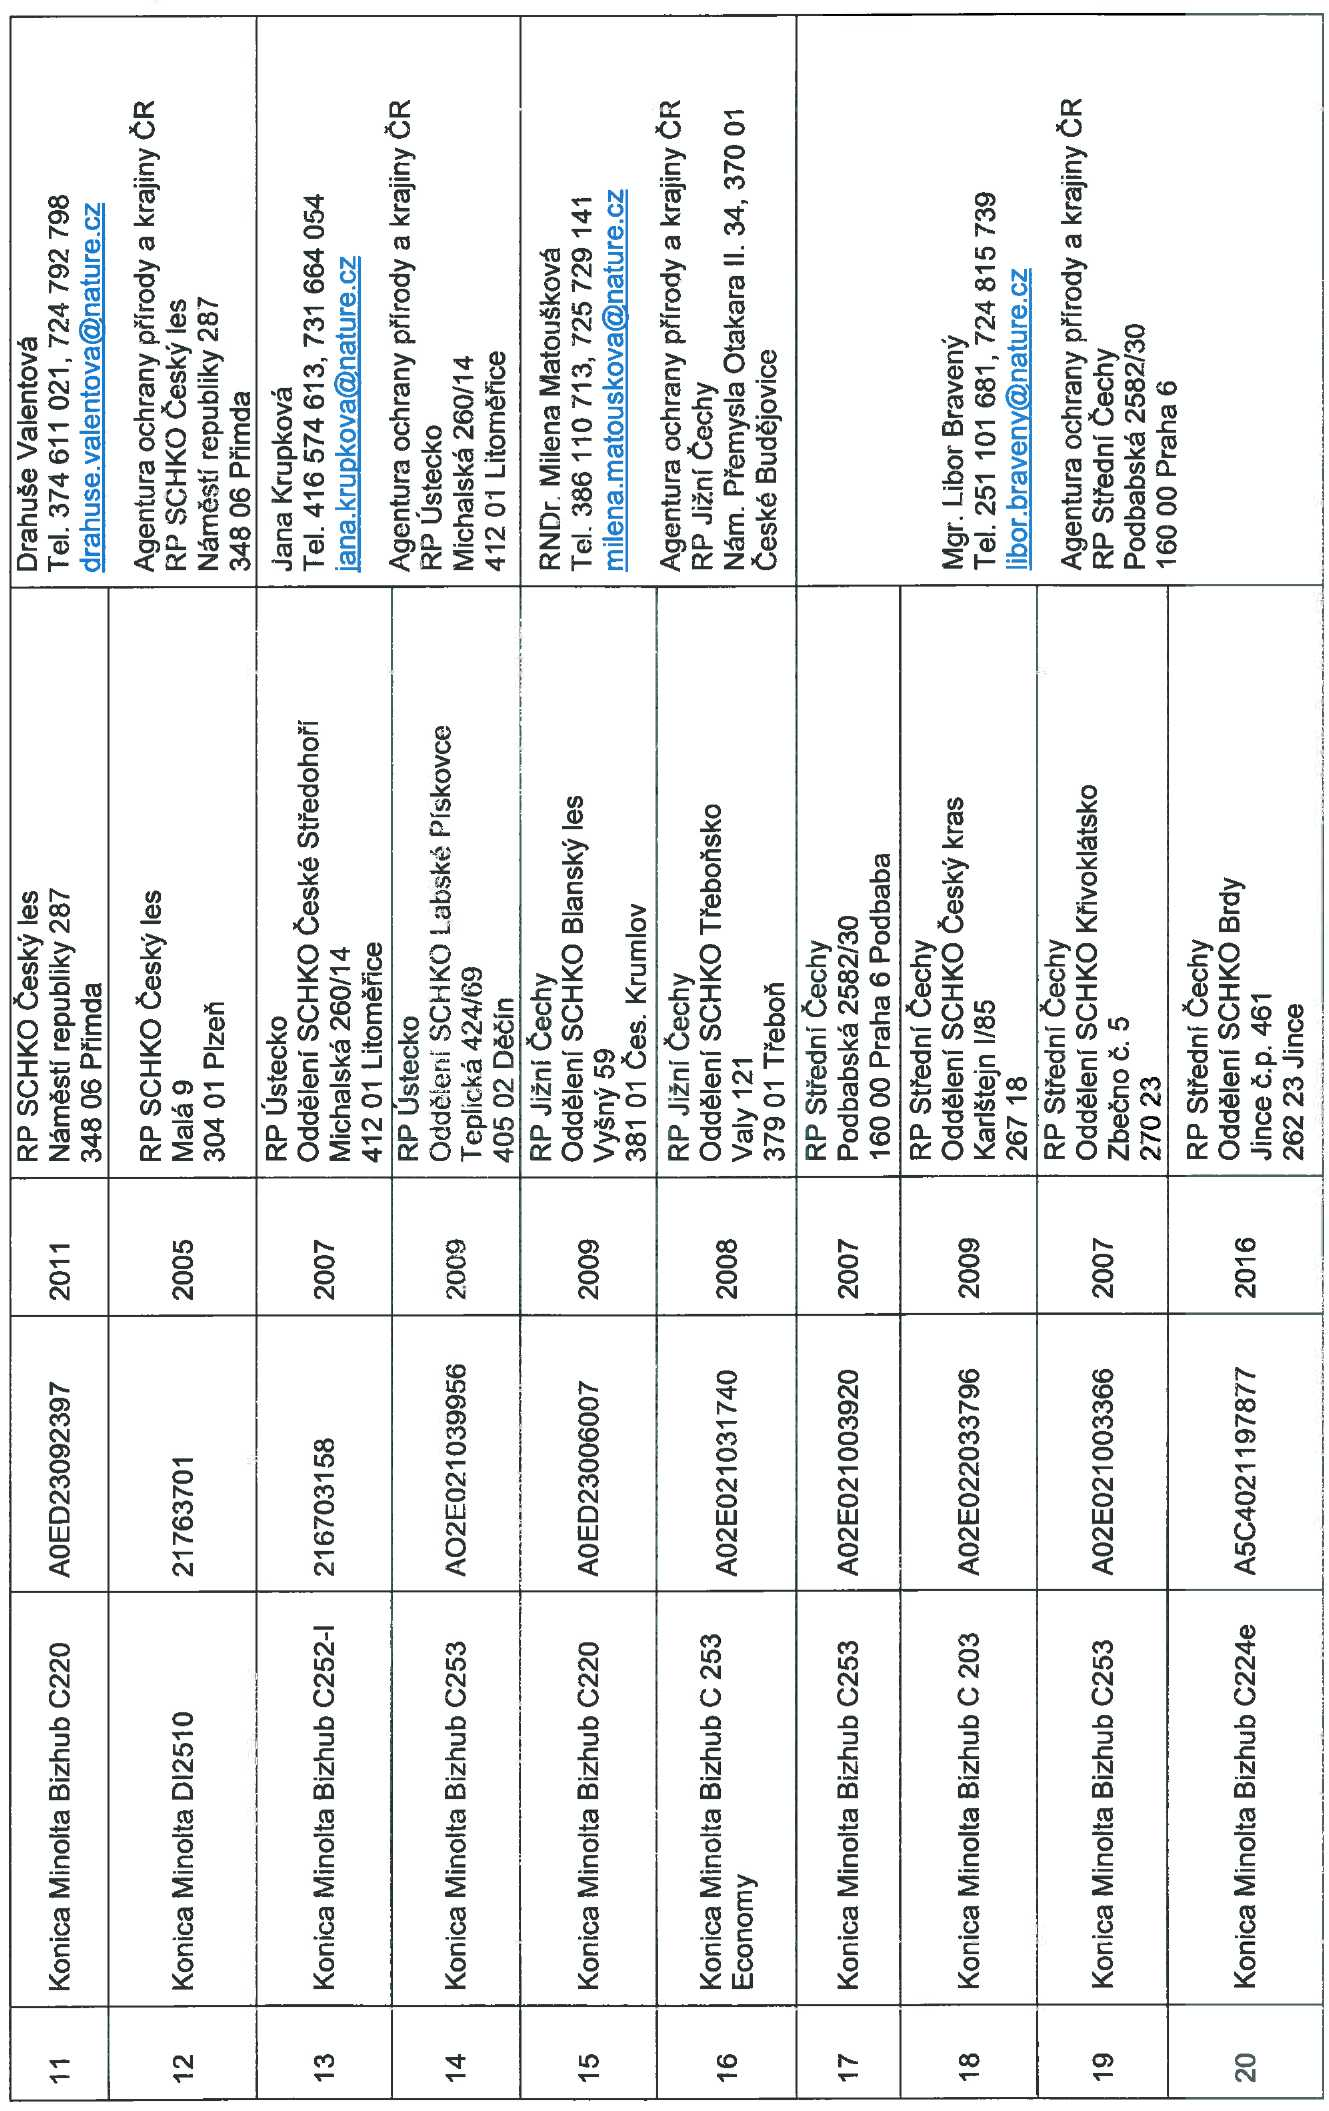 11
Konica Minolta Bizhub C220
A0ED23092397
2011
RP SCHKO Český les
Náměstí republiky 287
348 06 Přimda
Drahuše Valentová
Tel. 374 611 021, 724 792 798
drahuse.valentova@nature.cz
Agentura ochrany přírody a krajiny ČR
RP SCHKO Český les
Náměstí republiky 287
348 06 Přimda
12
Konica Minolta DI2510
21763701
2005
RP SCHKO Český les
Malá 9
304 01 Plzeň
13
Konica Minolta Bizhub C252-I
216703158
2007
RP Ústecko
Oddělení SCHKO České Středohoří
Michalská 260/14
412 01 Litoměřice
Jana Krupková
Tel. 416 574 613, 731 664 054
jana.krupkova@nature.cz
Agentura ochrany přírody a krajiny ČR
RP Ústecko
Michalská 260/14
412 01 Litoměřice
14
Konica Minolta Bizhub C253
AO2E021039956
2009
RP Ústecko
Oddělení SCHKO Labské Pískovce
Teplická 424/69
405 02 Děčín
15
Konica Minolta Bizhub C220
A0ED23006007
2009
RP Jižní Čechy
Oddělení SCHKO Blanský les
Vyšný 59
381 01 Čes. Krumlov
RNDr. Milena Matoušková
Tel. 386 110 713, 725 729 141
milena.matouskova@nature.cz
Agentura ochrany přírody a krajiny ČR
RP Jižní Čechy
Nám. Přemysla Otakara II. 34, 370 01
České Budějovice
16
Konica Minolta Bizhub C 253
Economy
A02E021031740
2008
RP Jižní Čechy
Oddělení SCHKO Třeboňsko
Valy 121
379 01 Třeboň
17
Konica Minolta Bizhub C253
A02E021003920
2007
RP Střední Čechy
Podbabská 2582/30
160 00 Praha 6 Podbaba
Mgr. Libor Bravený
Tel. 251 101 681, 724 815 739
libor.braveny@nature.cz
Agentura ochrany přírody a krajiny ČR
RP Střední Čechy
Podbabská 2582/30
160 00 Praha 6
18
Konica Minolta Bizhub C 203
A02E022033796
2009
RP Střední Čechy
Oddělení SCHKO Český kras
Karlštejn I/85
267 18
19
Konica Minolta Bizhub C253
A02E021003366
2007
RP Střední Čechy
Oddělení SCHKO Křivoklátsko
Zbečno č. 5
270 23
20
Konica Minolta Bizhub C224e
A5C4021197877
2016
RP Střední Čechy
Oddělení SCHKO Brdy
Jince č.p. 461
262 23 Jince